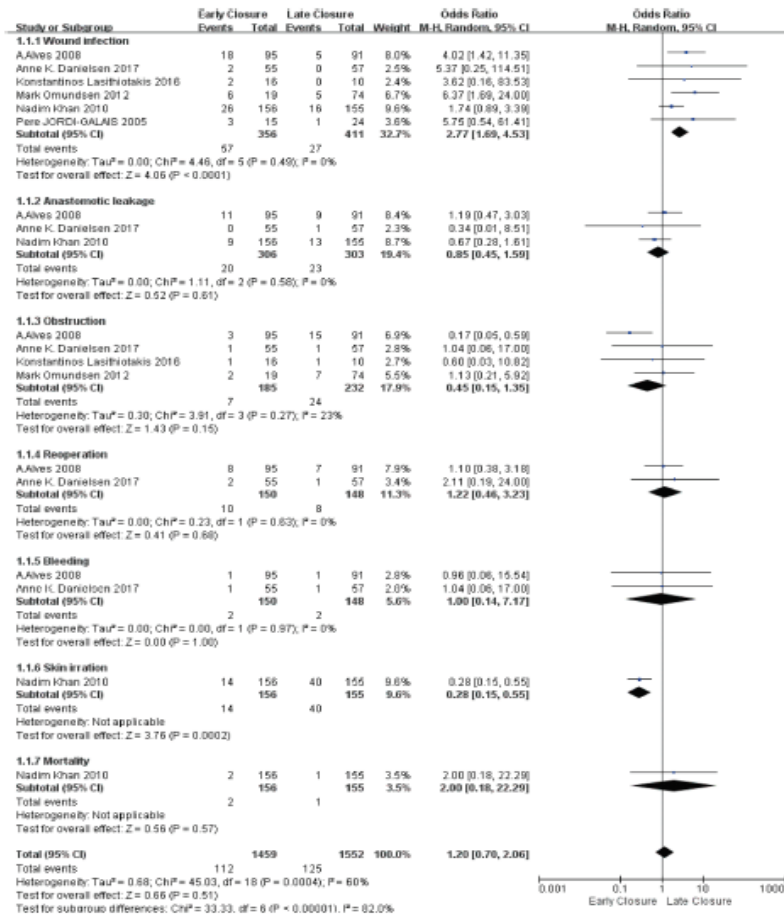 Early Closure Late Closure Odds Ratio Odds Ratio
Study or Subgroup Events Total Events Total Weight M-H, Random, 95% CI M-H, Random, 95% CI
1.1.1 Wound infection
A.Alves 2008 18 95 5 91 8.0% 4.02 [1.42, 11.35]
Anne K. Danielsen 2017 2 55 0 57 5.37 [0.25, 114.51]
Konstantinos Lasithiotakis 2016 2 16 0 10 2.4% 3.62 [0.16, 83.53]
Mark Omundsen 2012 6 19 5 74 6.37 [1.69, 24.00]
Nadim Khan 2010 26 156 16 155 1.74 [0.89, 3.39]
Pere JORDI-GALAIS 2005 3 15 1 24 5.75 [0.54, 61.41]
Subtotal (95% CI) 356 411 32.7% 2.77 [1.69, 4.53]
Total events 57 27
Heterogeneity: Tau² = 0.00; Chi² = 4.46, df = 5 (P = 0.49); I² = 0%
Test for overall effect: Z = 4.06 (P < 0.0001)
1.1.2 Anastomotic leakage
A.Alves 2008 11 95 9 91 8.4% 1.19 [0.47, 3.03]
Anne K. Danielsen 2017 0 55 1 57 2.3% 0.34 [0.01, 8.51]
Nadim Khan 2010 9 156 13 155 8.7% 0.67 [0.28, 1.61]
Subtotal (95% CI) 306 303 19.4% 0.85 [0.45, 1.59]
Total events 20 23
Heterogeneity: Tau² = 0.00; Chi² = 1.11, df = 2 (P = 0.58); I² = 0%
Test for overall effect: Z = 0.52 (P = 0.61)
1.1.3 Obstruction
A.Alves 2008 3 95 15 91 6.9% 0.17 [0.05, 0.59]
Anne K. Danielsen 2017 1 55 1 57 2.8% 1.04 [0.06, 17.00]
Konstantinos Lasithiotakis 2016 1 16 1 10 2.7% 0.60 [0.03, 10.82]
Mark Omundsen 2012 2 19 7 74 5.5% 1.13 [0.21, 5.92]
Subtotal (95% CI) 185 232 17.9% 0.45 [0.15, 1.35]
Total events 7 24
Heterogeneity: Tau² = 0.30; Chi² = 3.91, df = 3 (P = 0.27); I² = 23%
Test for overall effect: Z = 1.43 (P = 0.15)
1.1.4 Reoperation
A.Alves 2008 8 95 7 91 7.9% 1.10 [0.38, 3.18]
Anne K. Danielsen 2017 2 55 1 57 3.4% 2.11 [0.19, 24.00]
Subtotal (95% CI) 150 148 11.3% 1.22 [0.46, 3.23]
Total events 10 8
Heterogeneity: Tau² = 0.00; Chi² = 0.23, df = 1 (P = 0.63); I² = 0%
Test for overall effect: Z = 0.41 (P = 0.68)
1.1.5 Bleeding
A.Alves 2008 1 95 1 91 2.8% 0.96 [0.06, 15.54]
Anne K. Danielsen 2017 1 55 1 57 1.04 [0.06, 17.00]
Subtotal (95% CI) 150 148 5.6% 1.00 [0.14, 7.17]
Total events 2 2
Heterogeneity: Tau² = 0.00; Chi² = 0.00, df = 1 (P = 0.97); I² = 0%
Test for overall effect: Z = 0.00 (P = 1.00)
1.1.6 Skin irration
Nadim Khan 2010 14 156 40 155 9.6% 0.28 [0.15, 0.55]
Subtotal (95% CI) 156 155 9.6% 0.28 [0.15, 0.55]
Total events 14 40
Heterogeneity: Not applicable
Test for overall effect: Z = 3.76 (P = 0.0002)
1.1.7 Mortality
Nadim Khan 2010 2 156 1 155 3.5% 2.00 [0.18, 22.29]
Subtotal (95% CI) 156 155 3.5% 2.00 [0.18, 22.29]
Total events 2 1
Heterogeneity: Not applicable
Test for overall effect: Z = 0.56 (P = 0.57)
Total (95% CI) 1459 1552 100.0% 1.20 [0.70, 2.06]
Total events 112 125
Heterogeneity: Tau² = 0.68; Chi² = 45.03, df = 18 (P = 0.0004); I² = 60%
Test for overall effect: Z = 0.66 (P = 0.51)
Test for subgroup differences: Chi² = 33.33, df = 6 (P < 0.00001), I² = 82.0%
0.001 0.1 1 10 1000
Early Closure Late Closure